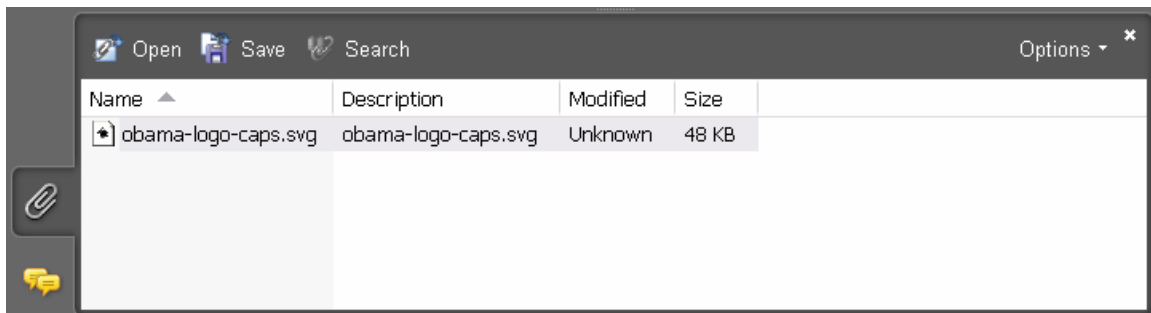 Open Save Search Options
Name Description Modified Size
obama-logo-caps.svg obama-logo-caps.svg Unknown 48 KB